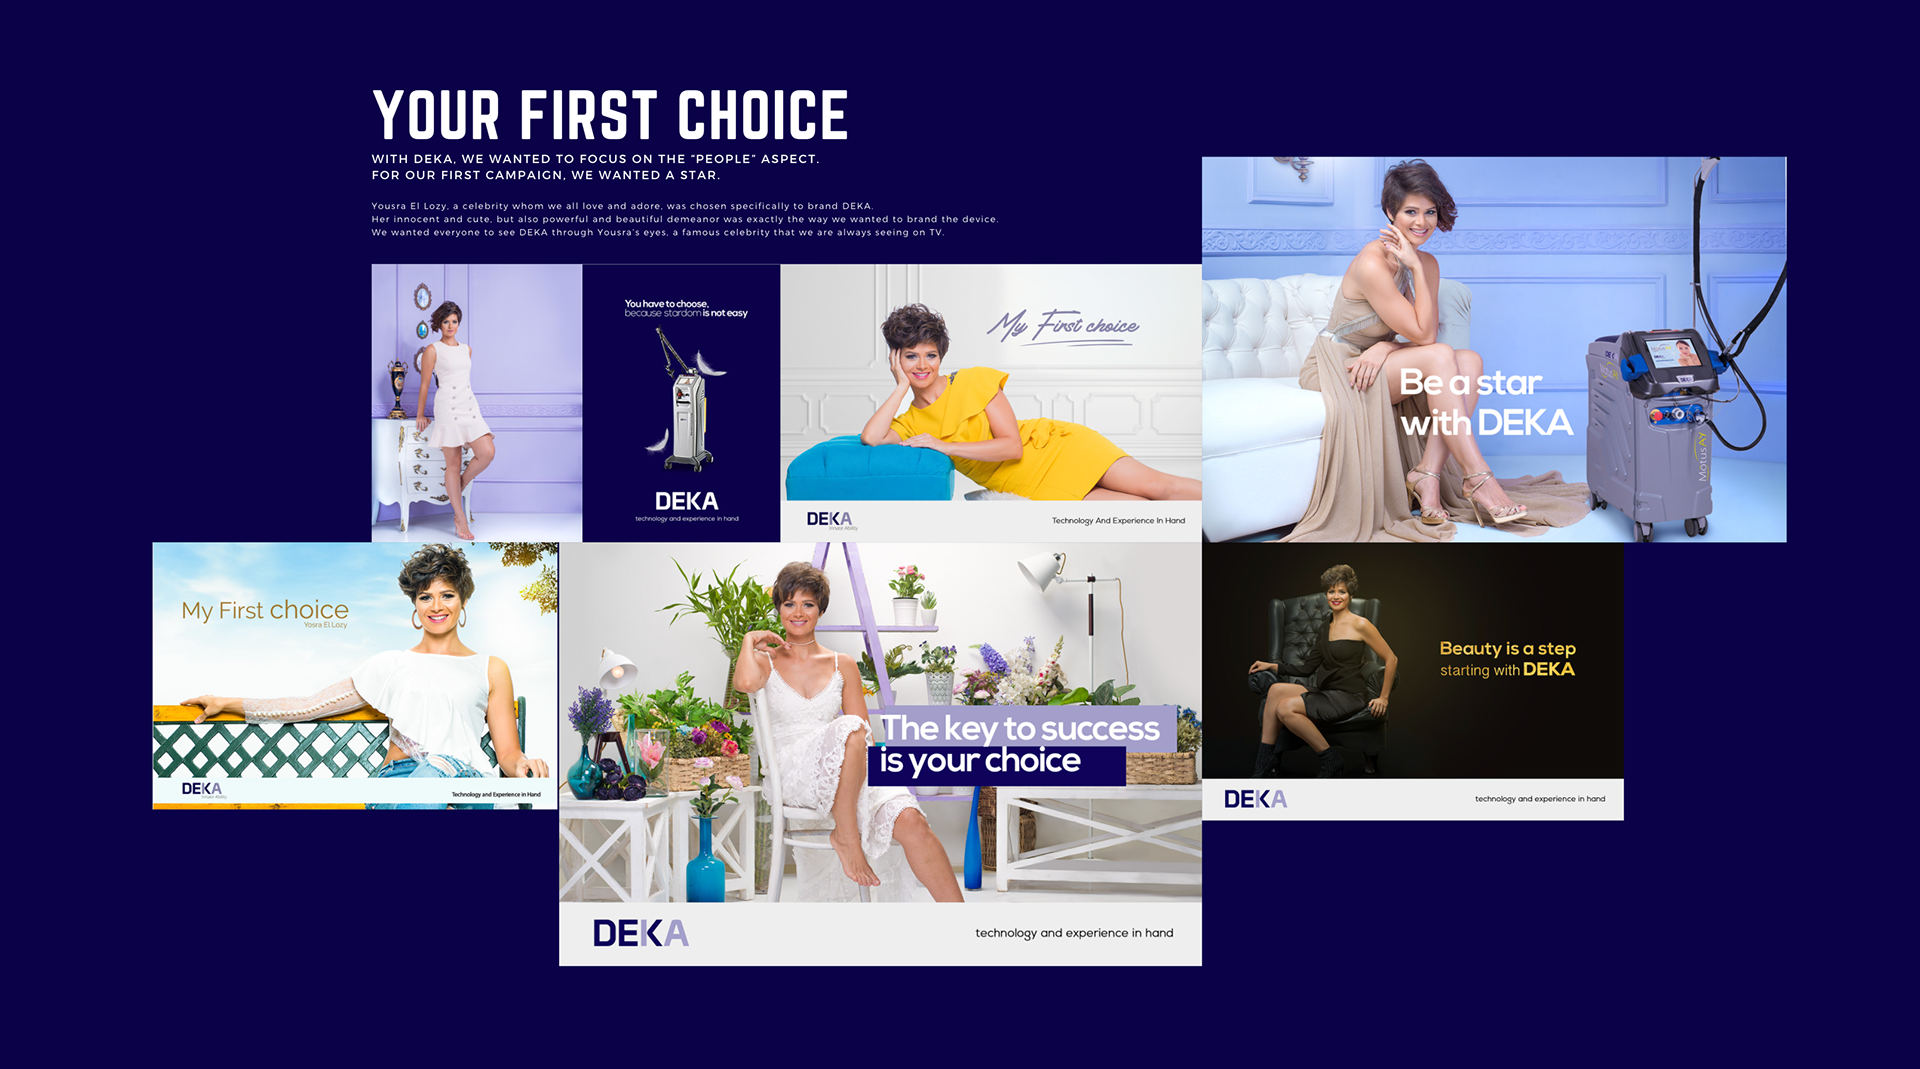 YOUR FIRST CHOICE
WITH DEKA, WE WANTED TO FOCUS ON THE “PEOPLE” ASPECT.
FOR OUR FIRST CAMPAIGN, WE WANTED A STAR.
Yousra El Lozy, a celebrity whom we all love and adore, was chosen specifically to brand DEKA.
Her innocent and cute, but also powerful and beautiful demeanor was exactly the way we wanted to brand the device.
We wanted everyone to see DEKA through Yousra's eyes, a famous celebrity that we are always seeing on TV.
You have to choose,
because stardom is not easy
DEKA
technology and experience in hand
My First choice
DEKA
Innate Ability
Technology And Experience In Hand
Be a star
with DEKA
DEKA
MotusAY
My First choice
Yosra El Lozy
DEKA
Innate Ability
Technology and Experience in Hand
The key to success
is your choice
DEKA
technology and experience in hand
Beauty is a step
starting with DEKA
DEKA
technology and experience in hand